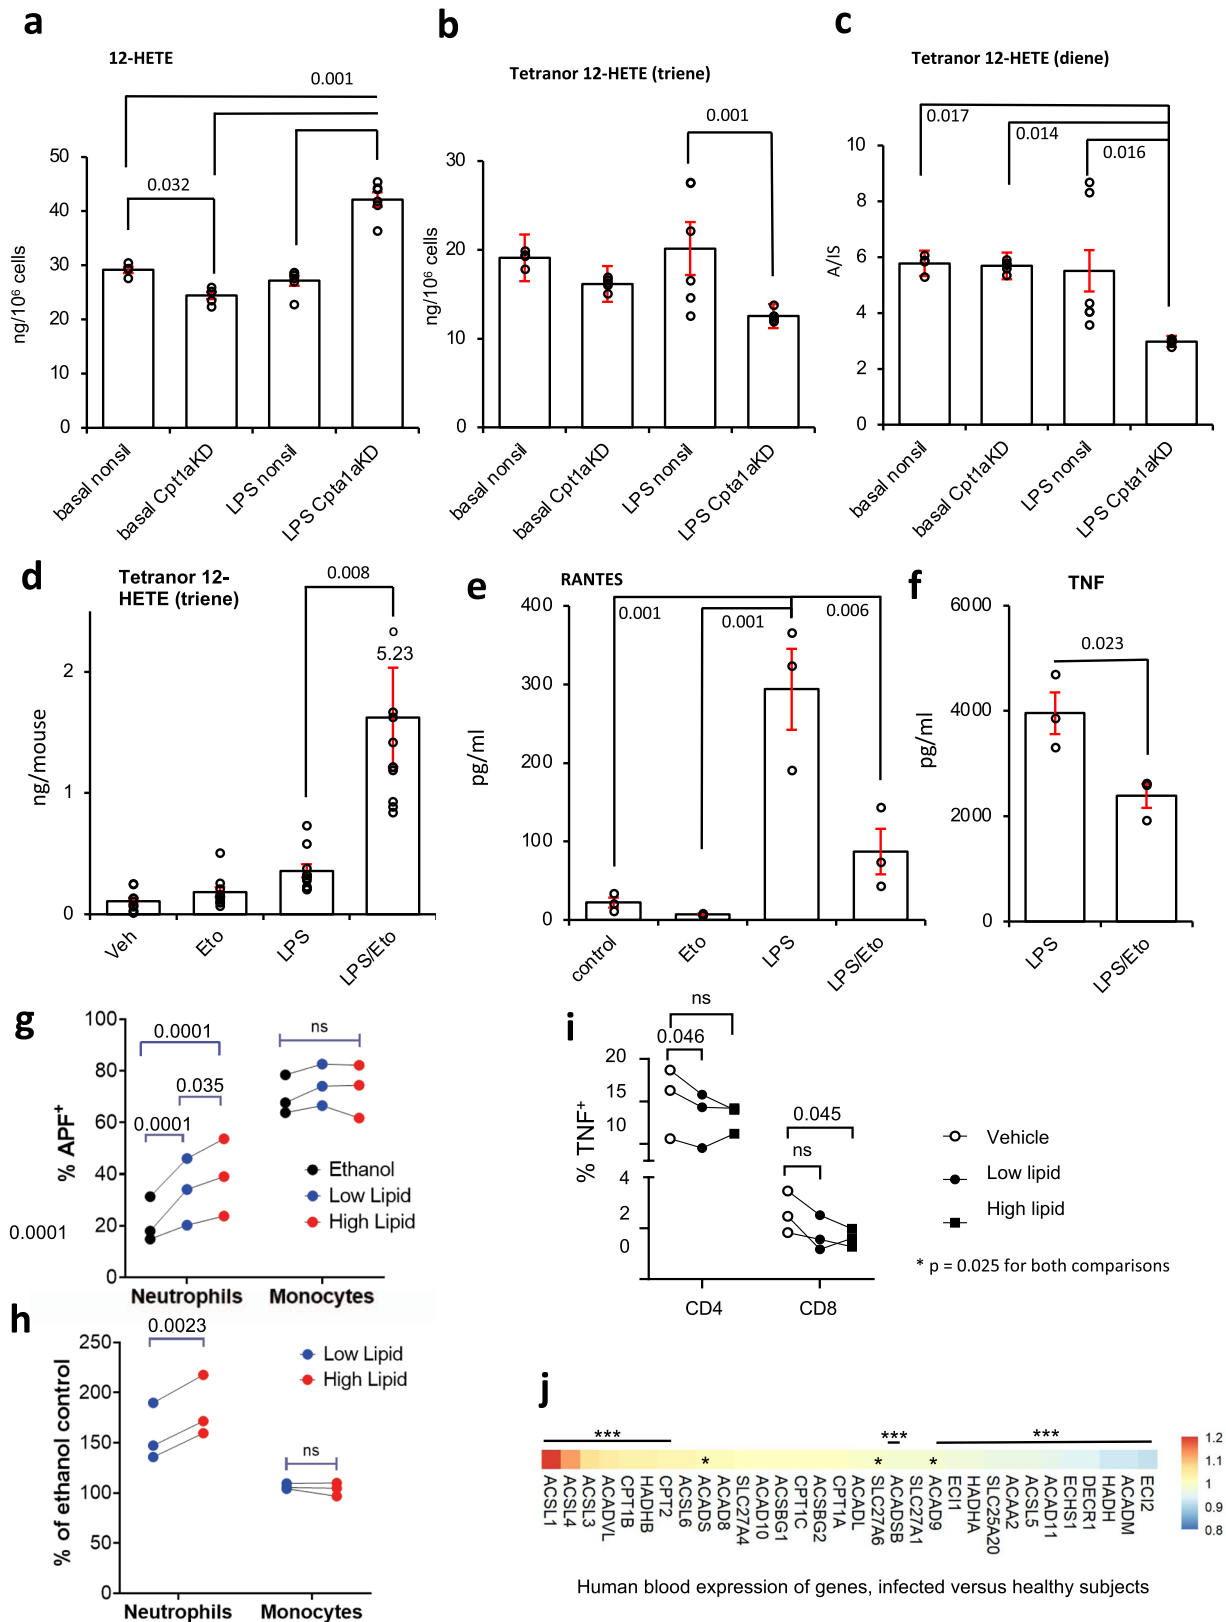 a
12-HETE
0.001
0.032
ng/10⁶ cells
50
40
30
20
10
0
basal nonsil
basal Cpt1aKD
LPS nonsil
LPS Cpta1aKD
b
Tetranor 12-HETE (triene)
0.001
ng/10⁶ cells
30
20
10
0
basal nonsil
basal Cpt1aKD
LPS nonsil
LPS Cpta1aKD
c
Tetranor 12-HETE (diene)
0.017
0.014
0.016
A/IS
10
8
6
4
2
0
basal nonsil
basal Cpt1aKD
LPS nonsil
LPS Cpta1aKD
d
Tetranor 12-
HETE (triene)
0.008
5.23
ng/mouse
2
1
0
Veh
Eto
LPS
LPS/Eto
e
RANTES
0.001
0.001
0.006
pg/ml
400
300
200
100
0
control
Eto
LPS
LPS/Eto
f
TNF
0.023
pg/ml
6000
4000
2000
0
LPS
LPS/Eto
g
% APF⁺
100
80
60
40
20
0
0.0001
0.035
0.0001
ns
0.0001
Ethanol
Low Lipid
High Lipid
Neutrophils
Monocytes
h
% of ethanol control
250
200
150
100
50
0
0.0023
ns
Low Lipid
High Lipid
Neutrophils
Monocytes
i
% TNF⁺
20
15
10
4
2
0
ns
0.046
0.045
ns
CD4
CD8
Vehicle
Low lipid
High lipid
* p = 0.025 for both comparisons
j
***
***
***
*
*
*
ACSL1
ACSL4
ACSL3
ACADVL
CPT1B
HADHB
CPT2
ACSL6
ACADS
ACAD8
SLC27A4
ACAD10
ACSBG1
CPT1C
ACSBG2
CPT1A
ACADL
SLC27A6
ACADSB
SLC27A1
ACAD9
ECI1
HADHA
SLC25A20
ACAA2
ACSL5
ACAD11
ECHS1
DECR1
HADH
ACADM
ECI2
1.2
1.1
1
0.9
0.8
Human blood expression of genes, infected versus healthy subjects